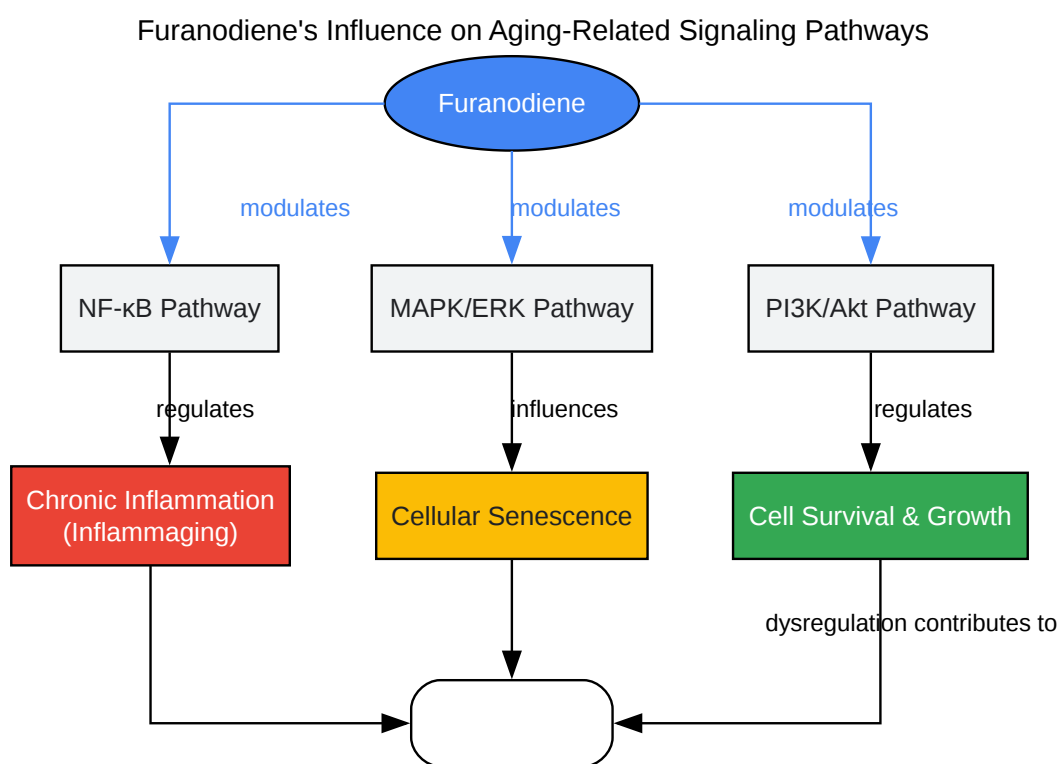 Furanodiene's Influence on Aging-Related Signaling Pathways
Furanodiene
modulates
modulates
modulates
NF-κB Pathway
MAPK/ERK Pathway
PI3K/Akt Pathway
regulates
influences
regulates
Chronic Inflammation
(Inflammaging)
Cellular Senescence
Cell Survival & Growth
dysregulation contributes to